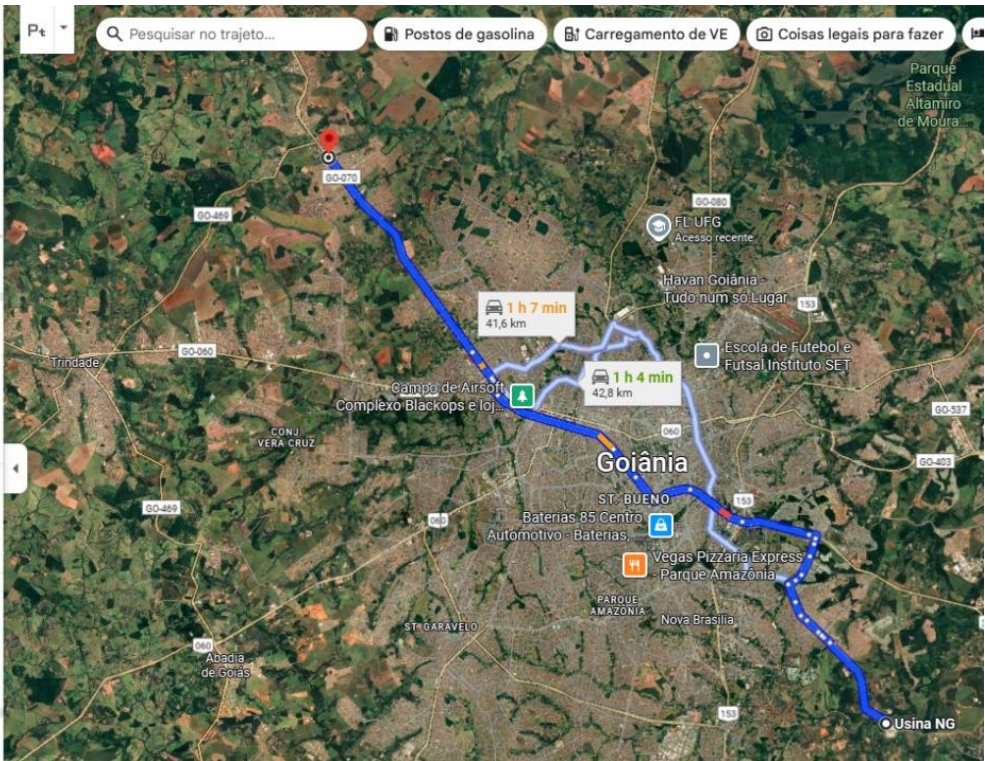 Pesquisar no trajeto...
Postos de gasolina
Carregamento de VE
Coisas legais para fazer
Parque
Estadual
Altamiro
de Moura...
GO-070
GO-469
GO-080
FL UFG
Acesso recente
Havan Goiânia -
Tudo num só Lugar
153
1 h 7 min
41,6 km
Trindade
GO-060
Escola de Futebol e
Futsal Instituto SET
1 h 4 min
42,8 km
Campo de Airsoft
Complexo Blackops e loj...
GO-537
CONJ.
VERA CRUZ
060
Goiânia
GO-403
ST. BUENO
153
GO-469
060
Baterias 85 Centro
Automotivo - Baterias,...
Vegas Pizzaria Express
- Parque Amazônia
PARQUE
AMAZÔNIA
Nova Brasília
ST. GARAVELO
060
Abadia
de Goiás
153
Usina NG